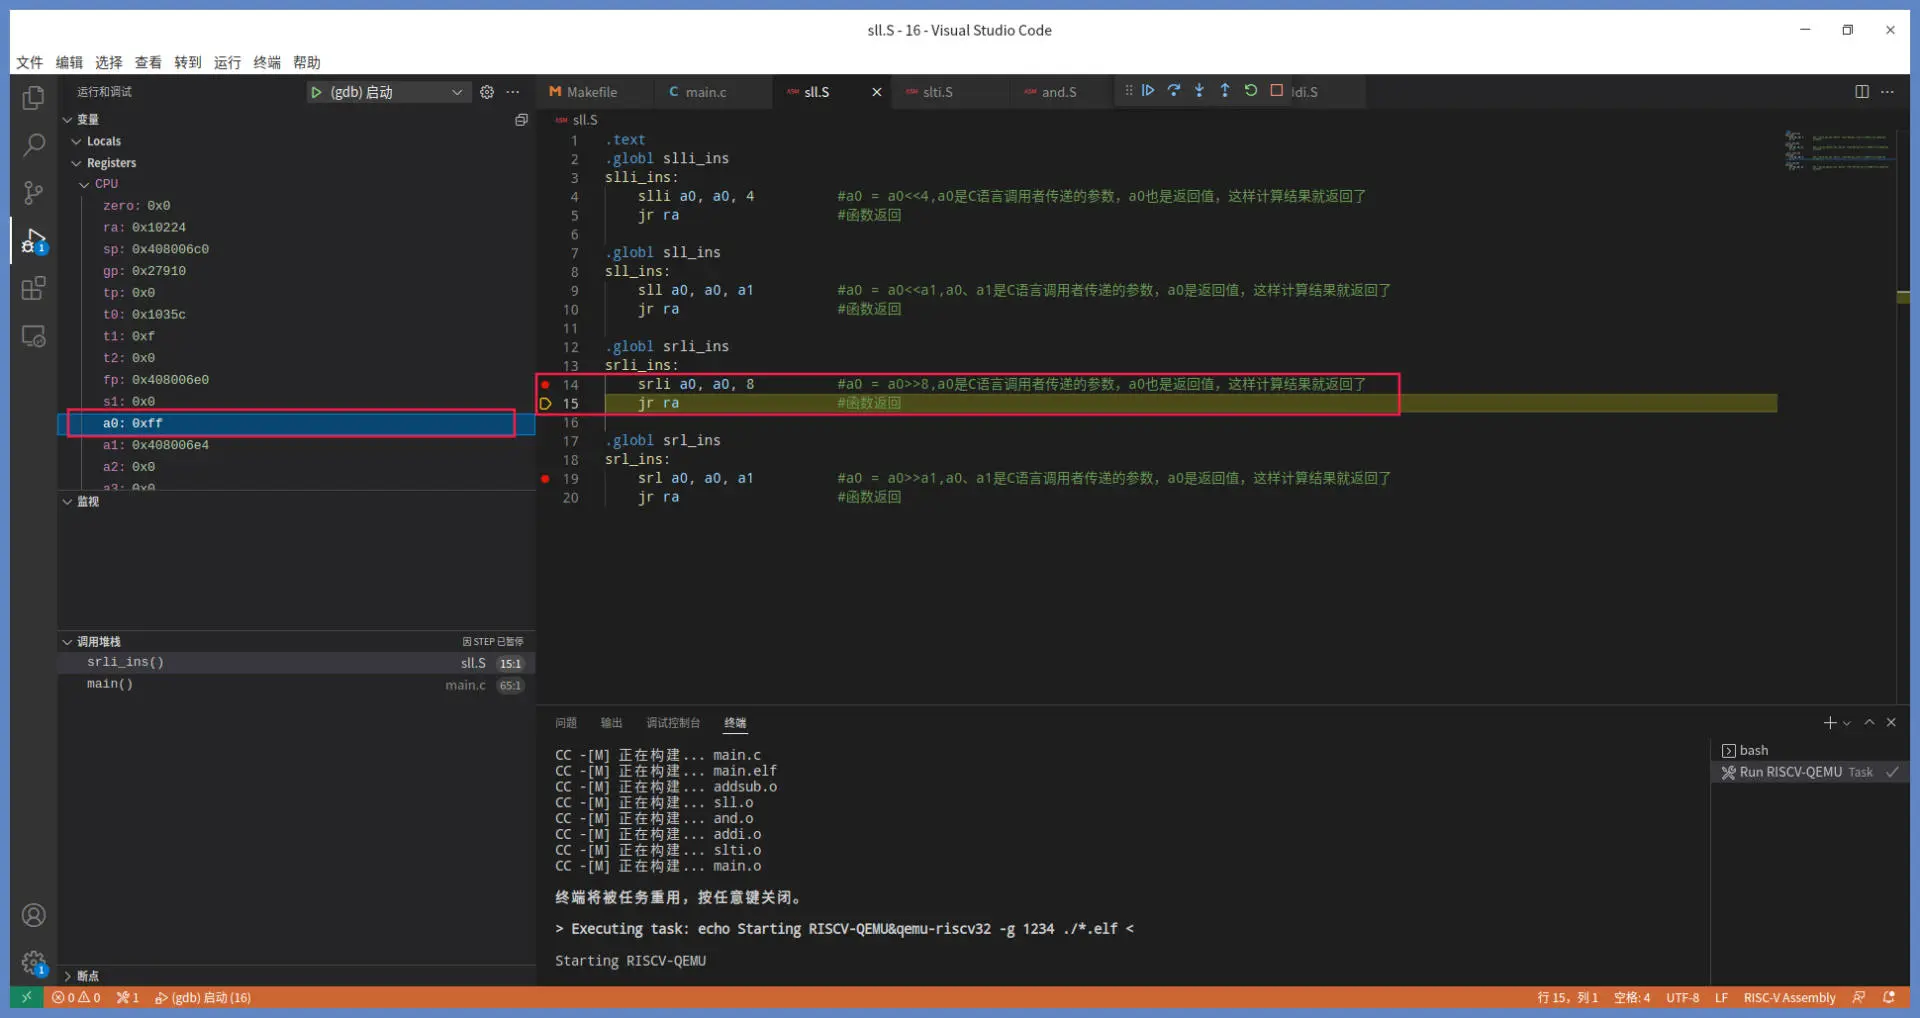 sll.S - 16 - Visual Studio Code
文件 编辑 选择 查看 转到 运行 终端 帮助
运行和调试
(gdb) 启动
Makefile
main.c
sll.S
slti.S
and.S
di.S
变量
Locals
Registers
CPU
zero: 0x0
ra: 0x10224
sp: 0x408006c0
gp: 0x27910
tp: 0x0
t0: 0x1035c
t1: 0xf
t2: 0x0
fp: 0x408006e0
s1: 0x0
a0: 0xff
a1: 0x408006e4
a2: 0x0
a3: 0x0
监视
调用堆栈
因 STEP 已暂停
srli_ins() sll.S 15:1
main() main.c 65:1
断点
sll.S
1 .text
2 .globl slli_ins
3 slli_ins:
4 slli a0, a0, 4 #a0 = a0<<4,a0是C语言调用者传递的参数，a0也是返回值，这样计算结果就返回了
5 jr ra #函数返回
6
7 .globl sll_ins
8 sll_ins:
9 sll a0, a0, a1 #a0 = a0<<a1,a0、a1是C语言调用者传递的参数，a0是返回值，这样计算结果就返回了
10 jr ra #函数返回
11
12 .globl srli_ins
13 srli_ins:
14 srli a0, a0, 8 #a0 = a0>>8,a0是C语言调用者传递的参数，a0也是返回值，这样计算结果就返回了
15 jr ra #函数返回
16
17 .globl srl_ins
18 srl_ins:
19 srl a0, a0, a1 #a0 = a0>>a1,a0、a1是C语言调用者传递的参数，a0是返回值，这样计算结果就返回了
20 jr ra #函数返回
问题 输出 调试控制台 终端
CC -[M] 正在构建... main.c
CC -[M] 正在构建... main.elf
CC -[M] 正在构建... addsub.o
CC -[M] 正在构建... sll.o
CC -[M] 正在构建... and.o
CC -[M] 正在构建... addi.o
CC -[M] 正在构建... slti.o
CC -[M] 正在构建... main.o
终端将被任务重用，按任意键关闭。
> Executing task: echo Starting RISCV-QEMU&qemu-riscv32 -g 1234 ./*.elf <
Starting RISCV-QEMU
bash
Run RISCV-QEMU Task
0 0 1 (gdb) 启动 (16)
行 15，列 1 空格: 4 UTF-8 LF RISC-V Assembly